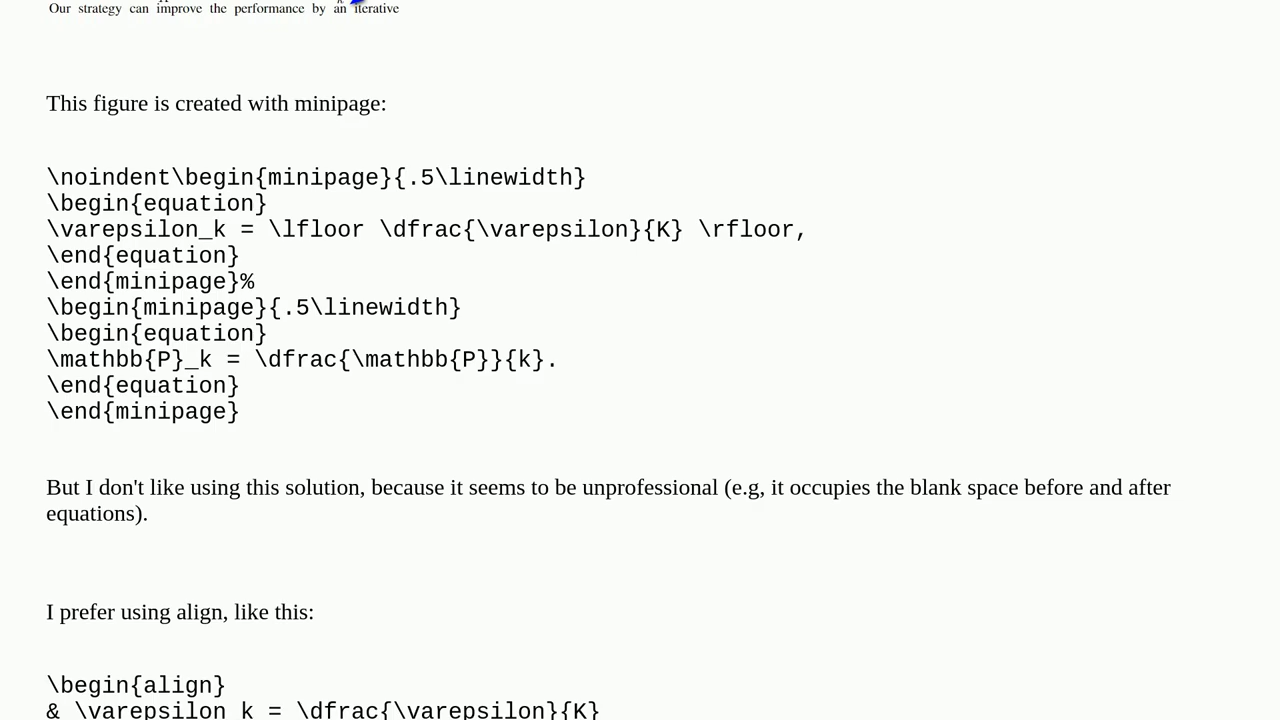 Our strategy can improve the performance by an iterative
This figure is created with minipage:
\noindent\begin{minipage}{.5\linewidth}
\begin{equation}
\varepsilon_k = \lfloor \dfrac{\varepsilon}{K} \rfloor,
\end{equation}
\end{minipage}%
\begin{minipage}{.5\linewidth}
\begin{equation}
\mathbb{P}_k = \dfrac{\mathbb{P}}{k}.
\end{equation}
\end{minipage}
But I don't like using this solution, because it seems to be unprofessional (e.g, it occupies the blank space before and after
equations).
I prefer using align, like this:
\begin{align}
& \varepsilon_k = \dfrac{\varepsilon}{K}